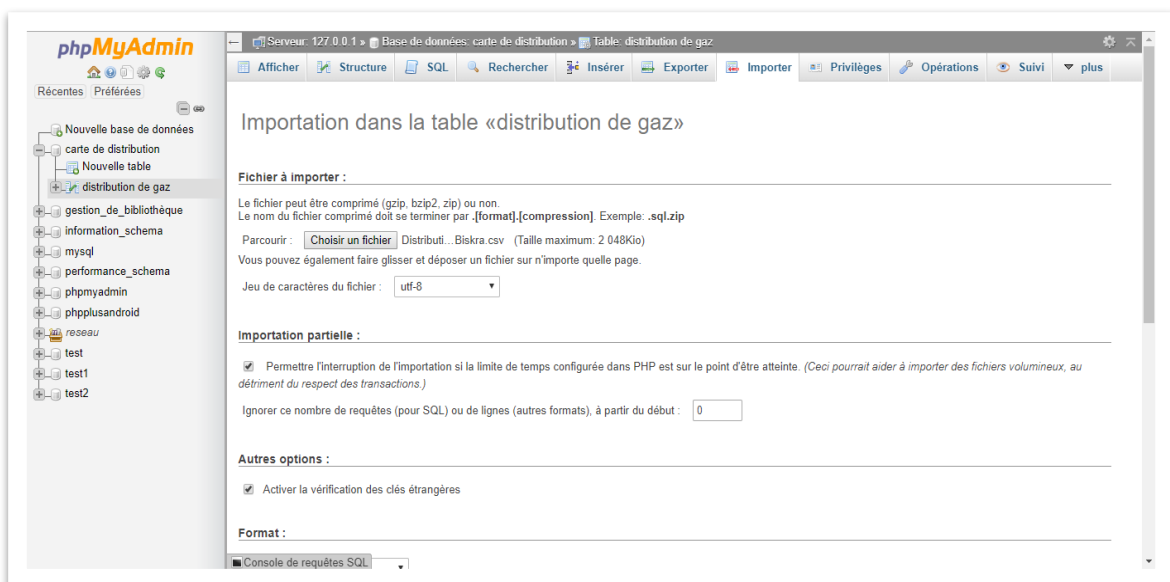 phpMyAdmin
Récentes Préférées
Nouvelle base de données
carte de distribution
Nouvelle table
distribution de gaz
gestion_de_bibliothèque
information_schema
mysql
performance_schema
phpmyadmin
phpplusandroid
reseau
test
test1
test2
Serveur: 127.0.0.1 » Base de données: carte de distribution » Table: distribution de gaz
Afficher Structure SQL Rechercher Insérer Exporter Importer Privilèges Opérations Suivi plus
Importation dans la table «distribution de gaz»
Fichier à importer :
Le fichier peut être comprimé (gzip, bzip2, zip) ou non.
Le nom du fichier comprimé doit se terminer par .[format].[compression]. Exemple: .sql.zip
Parcourir : Choisir un fichier Distributi…Biskra.csv (Taille maximum: 2 048Kio)
Vous pouvez également faire glisser et déposer un fichier sur n'importe quelle page.
Jeu de caractères du fichier : utf-8
Importation partielle :
Permettre l'interruption de l'importation si la limite de temps configurée dans PHP est sur le point d'être atteinte. (Ceci pourrait aider à importer des fichiers volumineux, au
détriment du respect des transactions.)
Ignorer ce nombre de requêtes (pour SQL) ou de lignes (autres formats), à partir du début : 0
Autres options :
Activer la vérification des clés étrangères
Format :
Console de requêtes SQL